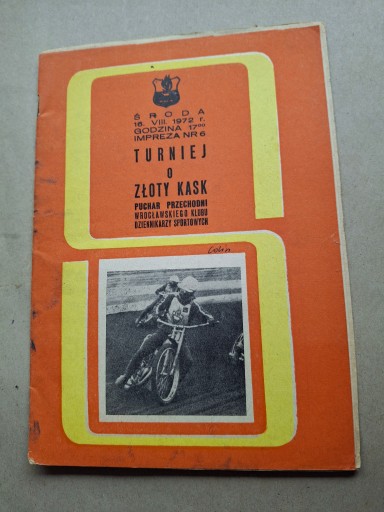 ŚRODA
16. VIII. 1972 r.
GODZINA 17⁰⁰
IMPREZA NR 6
TURNIEJ
o
ZŁOTY KASK
PUCHAR PRZECHODNI
WROCŁAWSKIEGO KLUBU
DZIENNIKARZY SPORTOWYCH